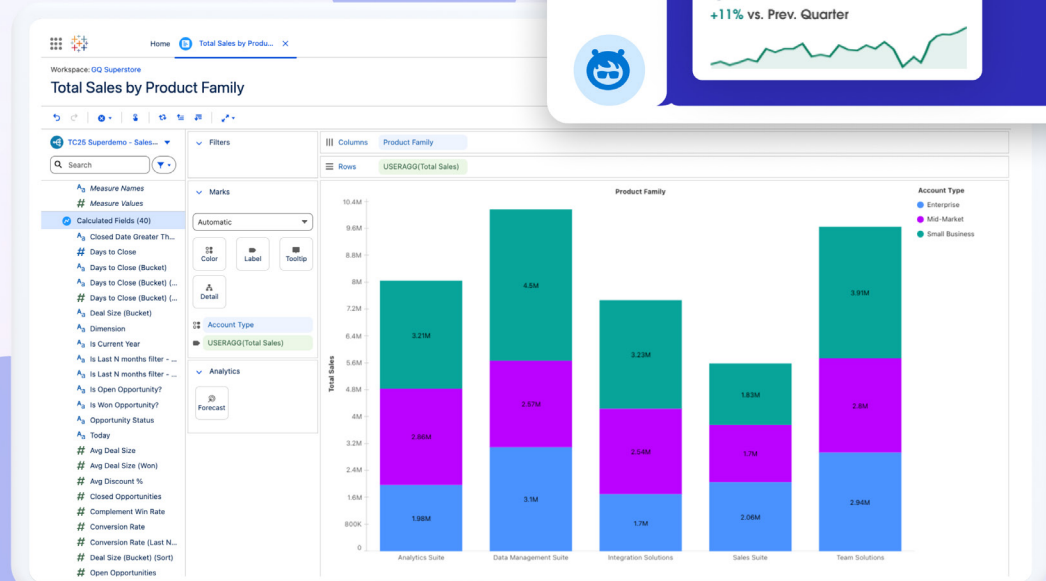 +11% vs. Prev. Quarter
Home
Total Sales by Produ...
Workspace: GQ Superstore
Total Sales by Product Family
TC25 Superdemo - Sales...
Search
Measure Names
Measure Values
Calculated Fields (40)
Closed Date Greater Th...
Days to Close
Days to Close (Bucket)
Days to Close (Bucket) (...
Days to Close (Bucket) (...
Deal Size (Bucket)
Dimension
Is Current Year
Is Last N months filter - ...
Is Last N months filter - ...
Is Open Opportunity?
Is Won Opportunity?
Opportunity Status
Today
Avg Deal Size
Avg Deal Size (Won)
Avg Discount %
Closed Opportunities
Complement Win Rate
Conversion Rate
Conversion Rate (Last N...
Deal Size (Bucket) (Sort)
Open Opportunities
Filters
Marks
Automatic
Color
Label
Tooltip
Detail
Account Type
USERAGG(Total Sales)
Analytics
Forecast
Columns
Product Family
Rows
USERAGG(Total Sales)
Product Family
Total Sales
10.4M
9.6M
8.8M
8M
7.2M
6.4M
5.6M
4.8M
4M
3.2M
2.4M
1.6M
800K
0
3.21M
2.86M
1.98M
4.5M
2.57M
3.1M
3.23M
2.54M
1.7M
1.83M
1.7M
2.06M
3.91M
2.8M
2.94M
Analytics Suite
Data Management Suite
Integration Solutions
Sales Suite
Team Solutions
Account Type
Enterprise
Mid-Market
Small Business